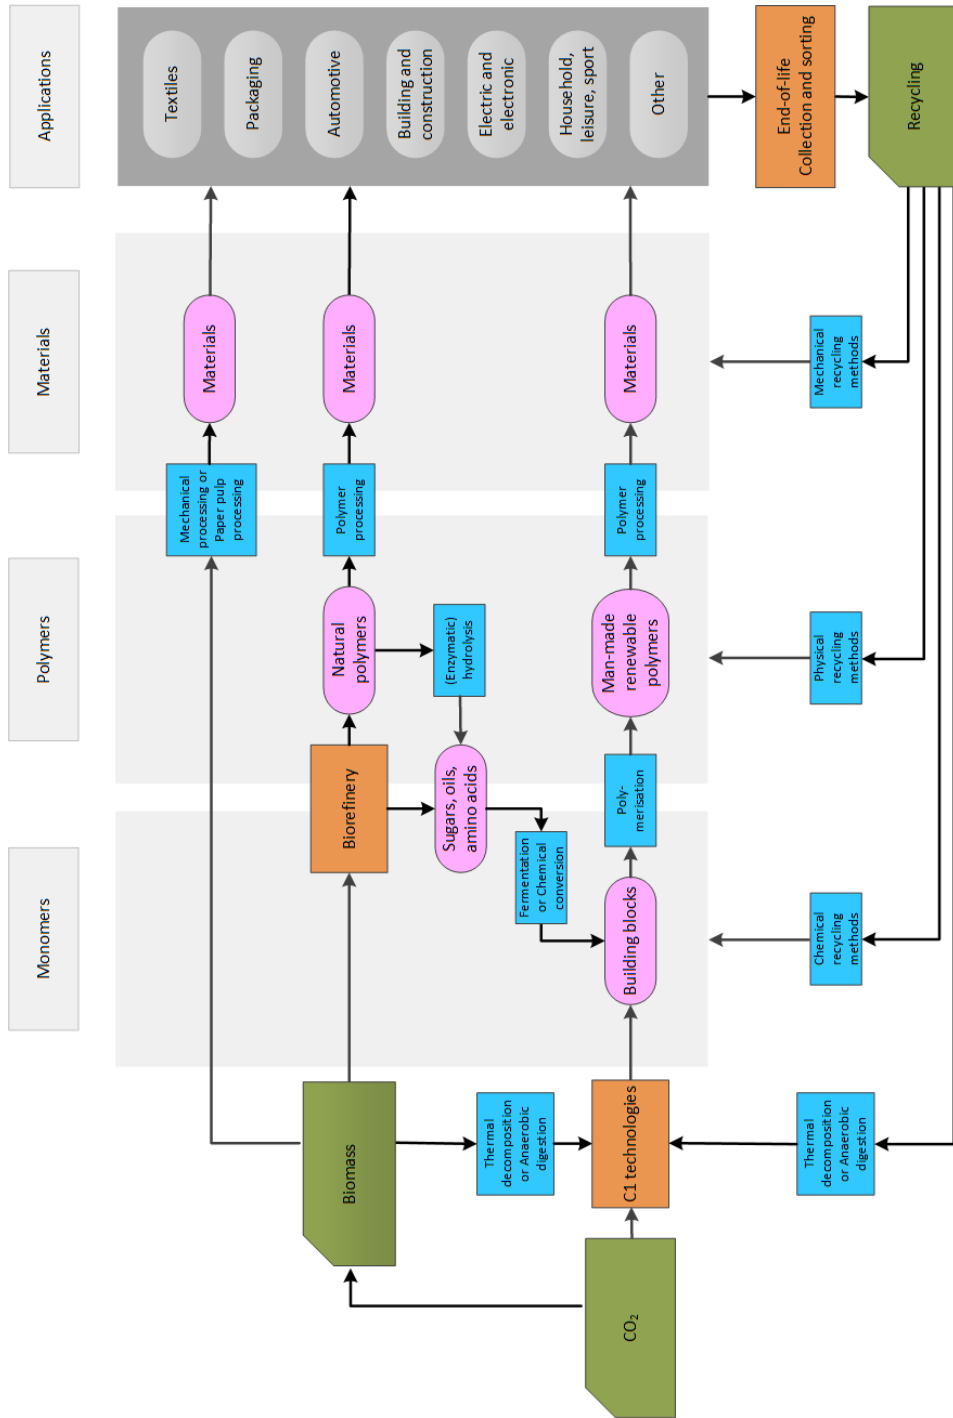 Monomers
Polymers
Materials
Applications
Mechanical
processing or
Paper pulp
processing
Materials
Textiles
Packaging
Automotive
Building and
construction
Electric and
electronic
Household,
leisure, sport
Other
Biomass
Biorefinery
Natural
polymers
Polymer
processing
Materials
(Enzymatic)
hydrolysis
Sugars, oils,
amino acids
Thermal
decomposition
or Anaerobic
digestion
Fermentation
or Chemical
conversion
CO₂
C1 technologies
Building blocks
Poly-
merisation
Man-made
renewable
polymers
Polymer
processing
Materials
End-of-life
Collection and sorting
Thermal
decomposition
or Anaerobic
digestion
Chemical
recycling
methods
Physical
recycling
methods
Mechanical
recycling
methods
Recycling